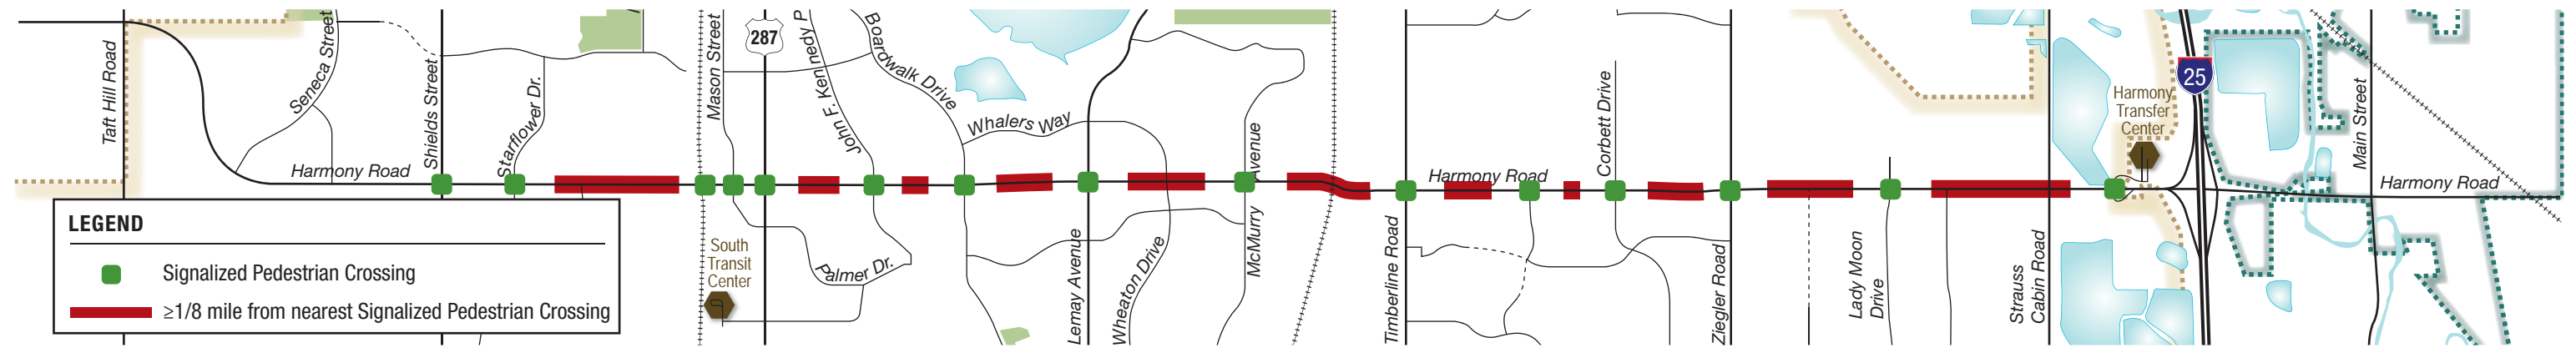 Taft Hill Road
Seneca Street
Harmony Road
Shields Street
Starflower Dr.
Mason Street
287
John F. Kennedy P
Boardwalk Drive
Whalers Way
Palmer Dr.
South
Transit
Center
Lemay Avenue
Wheaton Drive
McMurry
Avenue
Timberline Road
Harmony Road
Corbett Drive
Ziegler Road
Lady Moon
Drive
Strauss
Cabin Road
Harmony
Transfer
Center
25
Main Street
Harmony Road
LEGEND
Signalized Pedestrian Crossing
≥1/8 mile from nearest Signalized Pedestrian Crossing